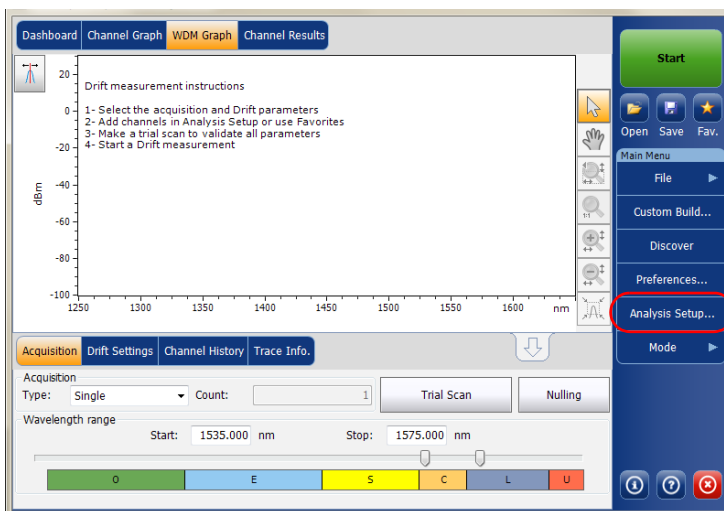 Dashboard Channel Graph WDM Graph Channel Results
20
0
-20
-40
-60
-80
-100
dBm
Drift measurement instructions
1- Select the acquisition and Drift parameters
2- Add channels in Analysis Setup or use Favorites
3- Make a trial scan to validate all parameters
4- Start a Drift measurement
1250 1300 1350 1400 1450 1500 1550 1600 nm
1:1
Acquisition Drift Settings Channel History Trace Info.
Acquisition
Type: Single Count: 1 Trial Scan Nulling
Wavelength range
Start: 1535.000 nm Stop: 1575.000 nm
O E S C L U
Start
Open Save Fav.
Main Menu
File
Custom Build...
Discover
Preferences...
Analysis Setup...
Mode